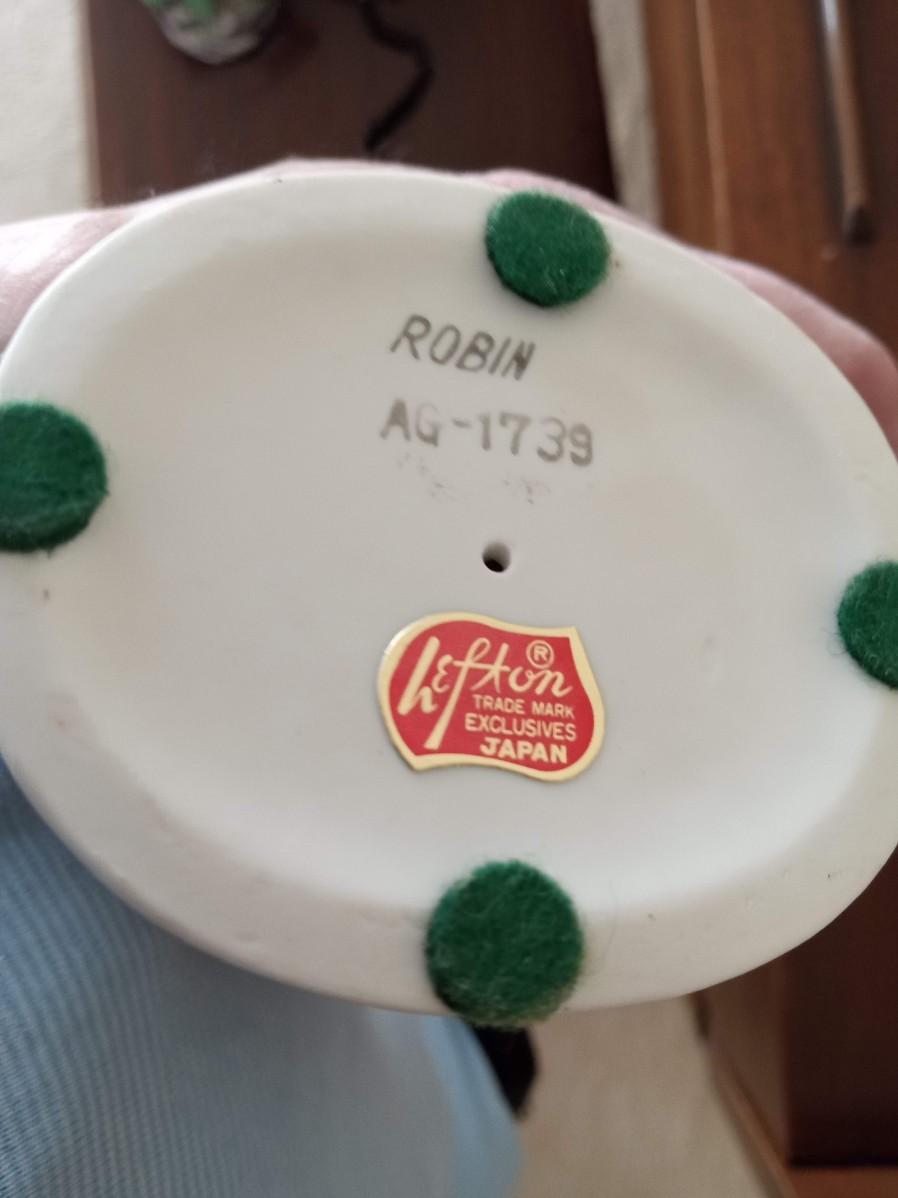 ROBIN
AG-1739
Lefton ®
TRADE MARK
EXCLUSIVES
JAPAN